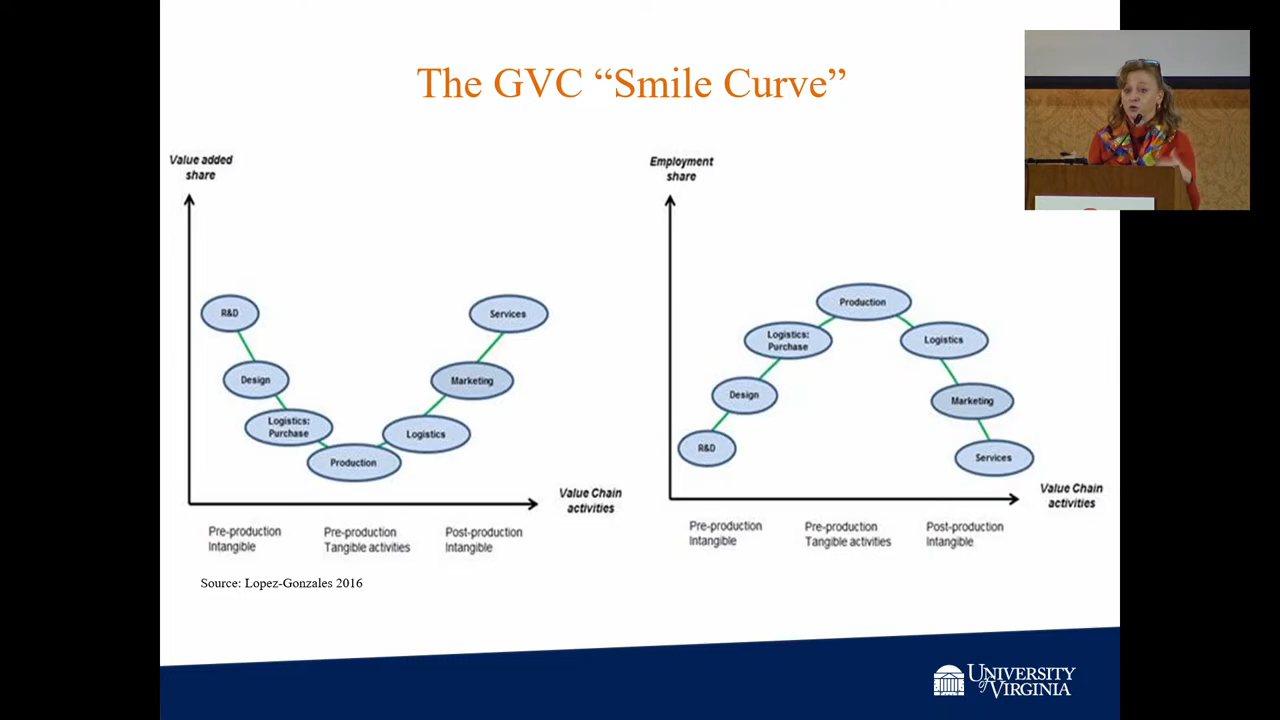 The GVC “Smile Curve”
Value added
share
R&D
Services
Design
Marketing
Logistics:
Purchase
Logistics
Production
Value Chain
activities
Pre-production
Intangible
Pre-production
Tangible activities
Post-production
Intangible
Employment
share
Production
Logistics:
Purchase
Logistics
Design
Marketing
R&D
Services
Value Chain
activities
Pre-production
Intangible
Pre-production
Tangible activities
Post-production
Intangible
Source: Lopez-Gonzales 2016
UNIVERSITY
of VIRGINIA